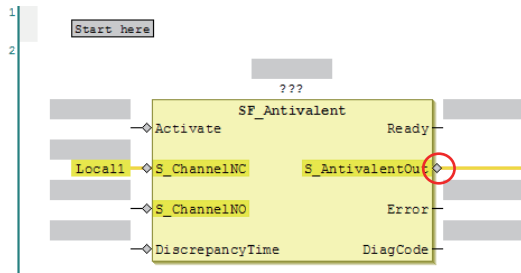 1
Start here
2
???
SF_Antivalent
Activate Ready
Local1 S_ChannelNC S_AntivalentOut
S_ChannelNO Error
DiscrepancyTime DiagCode